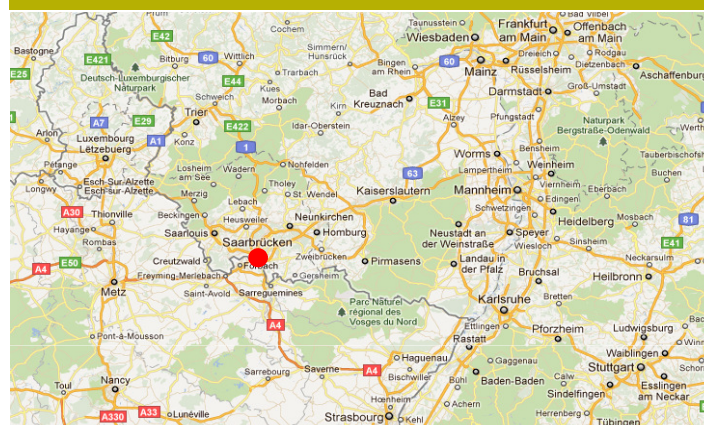 Prüm
Cochem
Taunusstein
Frankfurt
am Main
Bad Vilbel
Offenbach
am Main
E42
Wiesbaden
Bastogne
E421
Bitburg
60
Wittlich
Simmern/
Hunsrück
Bingen
am Rhein
60
Mainz
Dreieich
Rodgau
Dietzenbach
Rüsselsheim
Aschaffenburg
E25
Deutsch-Luxemburgischer
Naturpark
E44
Traben-Trarbach
Kues
Morbach
Bad
Kreuznach
E31
Darmstadt
Groß-Umstadt
Schweich
Trier
Kirn
Alzey
Pfungstadt
Naturpark
Bergstraße-Odenwald
A7
E29
E422
Idar-Oberstein
Arlon
Luxembourg
Lëtzebuerg
A1
Konz
1
Bensheim
Worms
Lampertheim
Weinheim
Tauberbischofsh
Pétange
Losheim
am See
Wadern
Nohfelden
63
Viernheim
Buchen
Longwy
Esch-Sur-Alzette
Esch-sur-Alzette
Merzig
Tholey
St. Wendel
Kaiserslautern
Mannheim
Edingen
Eberbach
A30
Thionville
Beckingen
Lebach
Heusweiler
Neunkirchen
Schwetzingen
Heidelberg
Mosbach
81
Hayange
Rombas
Saarlouis
Saarbrücken
Homburg
Neustadt an
der Weinstraße
Speyer
Wiesloch
Sinsheim
E41
Neckarsulm
A4
E50
Creutzwald
Forbach
Zweibrücken
Gersheim
Pirmasens
Landau in
der Pfalz
Bruchsal
Heilbronn
Freyming-Merlebach
Metz
Saint-Avold
Sarreguemines
Parc Naturel
régional des
Vosges du Nord
Karlsruhe
Bretten
A4
Ettlingen
Pforzheim
Ludwigsburg
Pont-à-Mousson
Rastatt
Waiblingen
Haguenau
Gaggenau
Stuttgart
Toul
Nancy
Sarrebourg
Saverne
A4
Bischwiller
Bühl
Baden-Baden
Calw
Sindelfingen
Esslingen
am Neckar
A330
A33
Lunéville
Hœnheim
Strasbourg
Kehl
Achern
Herrenberg
Tübingen